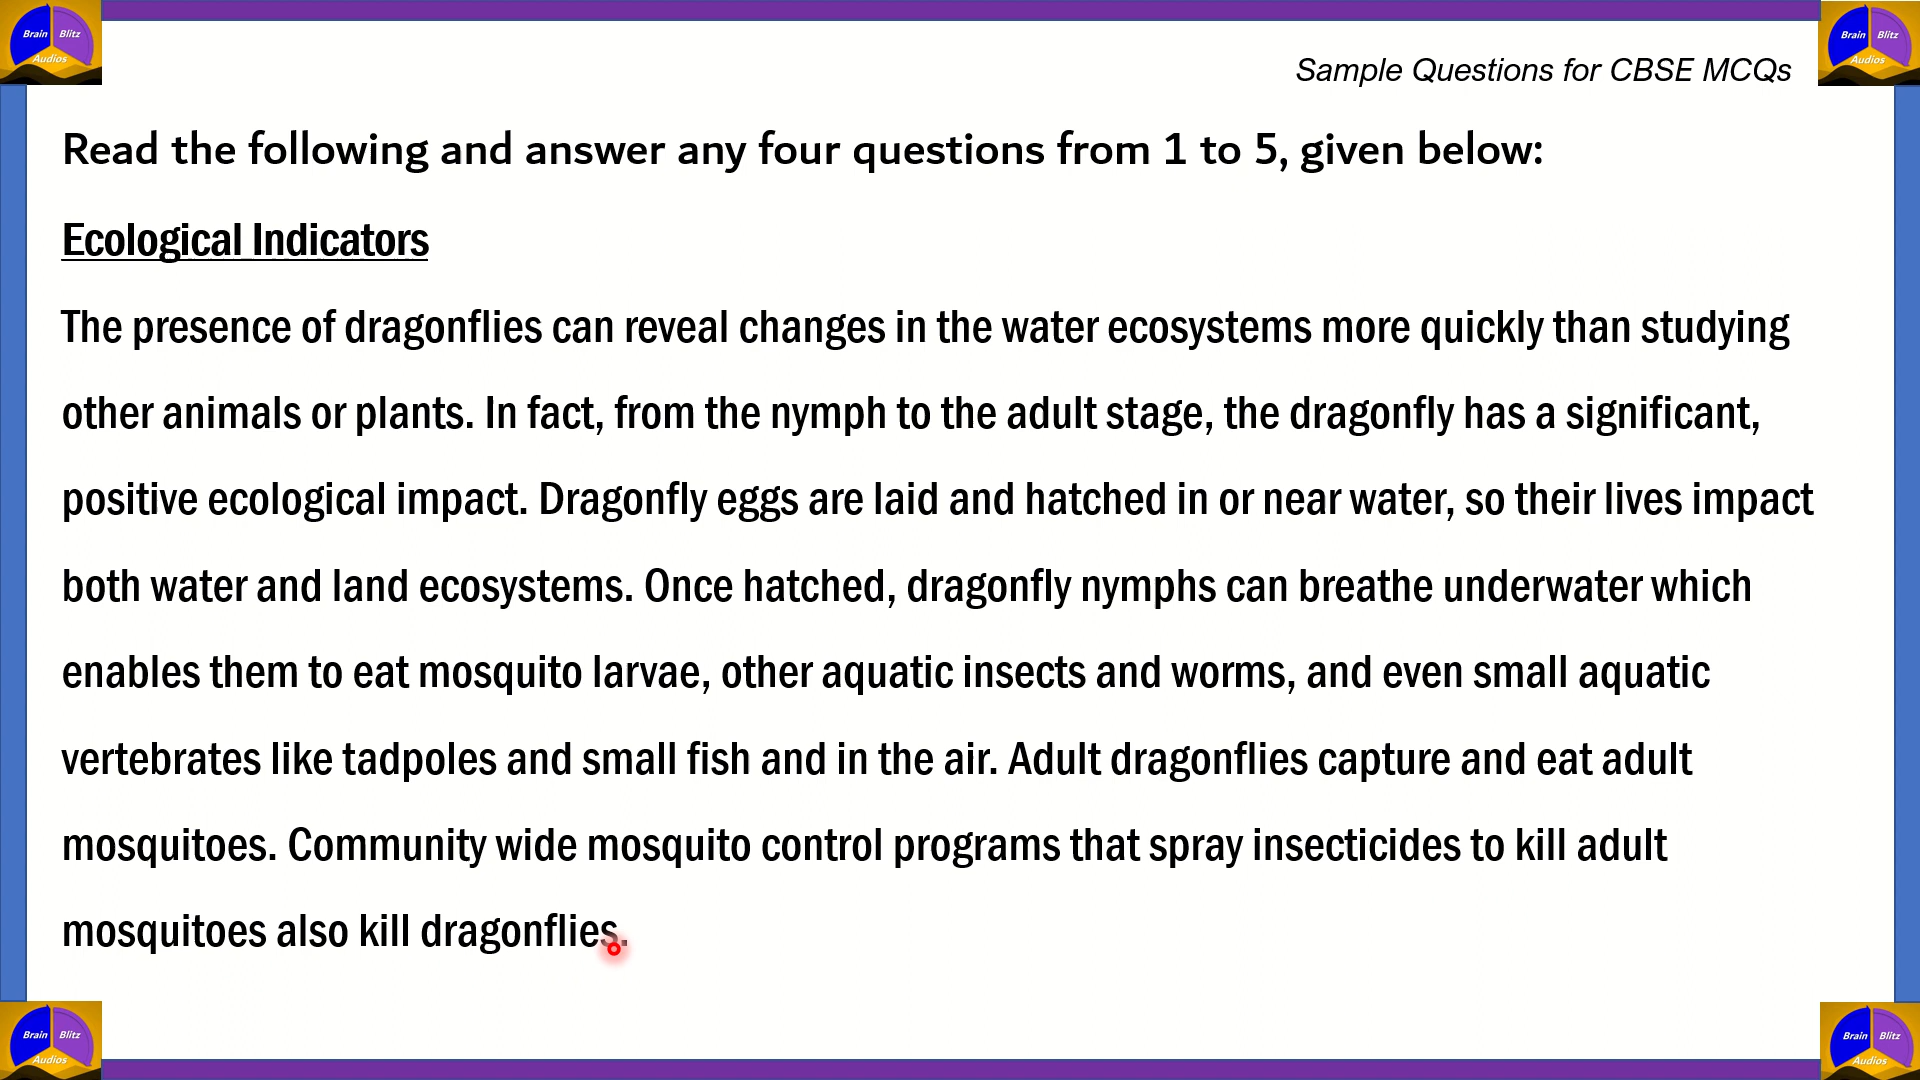 Brain Blitz
Audios
Brain Blitz
Audios
Sample Questions for CBSE MCQs
Read the following and answer any four questions from 1 to 5, given below:
Ecological Indicators
The presence of dragonflies can reveal changes in the water ecosystems more quickly than studying
other animals or plants. In fact, from the nymph to the adult stage, the dragonfly has a significant,
positive ecological impact. Dragonfly eggs are laid and hatched in or near water, so their lives impact
both water and land ecosystems. Once hatched, dragonfly nymphs can breathe underwater which
enables them to eat mosquito larvae, other aquatic insects and worms, and even small aquatic
vertebrates like tadpoles and small fish and in the air. Adult dragonflies capture and eat adult
mosquitoes. Community wide mosquito control programs that spray insecticides to kill adult
mosquitoes also kill dragonflies.
Brain Blitz
Audios
Brain Blitz
Audios